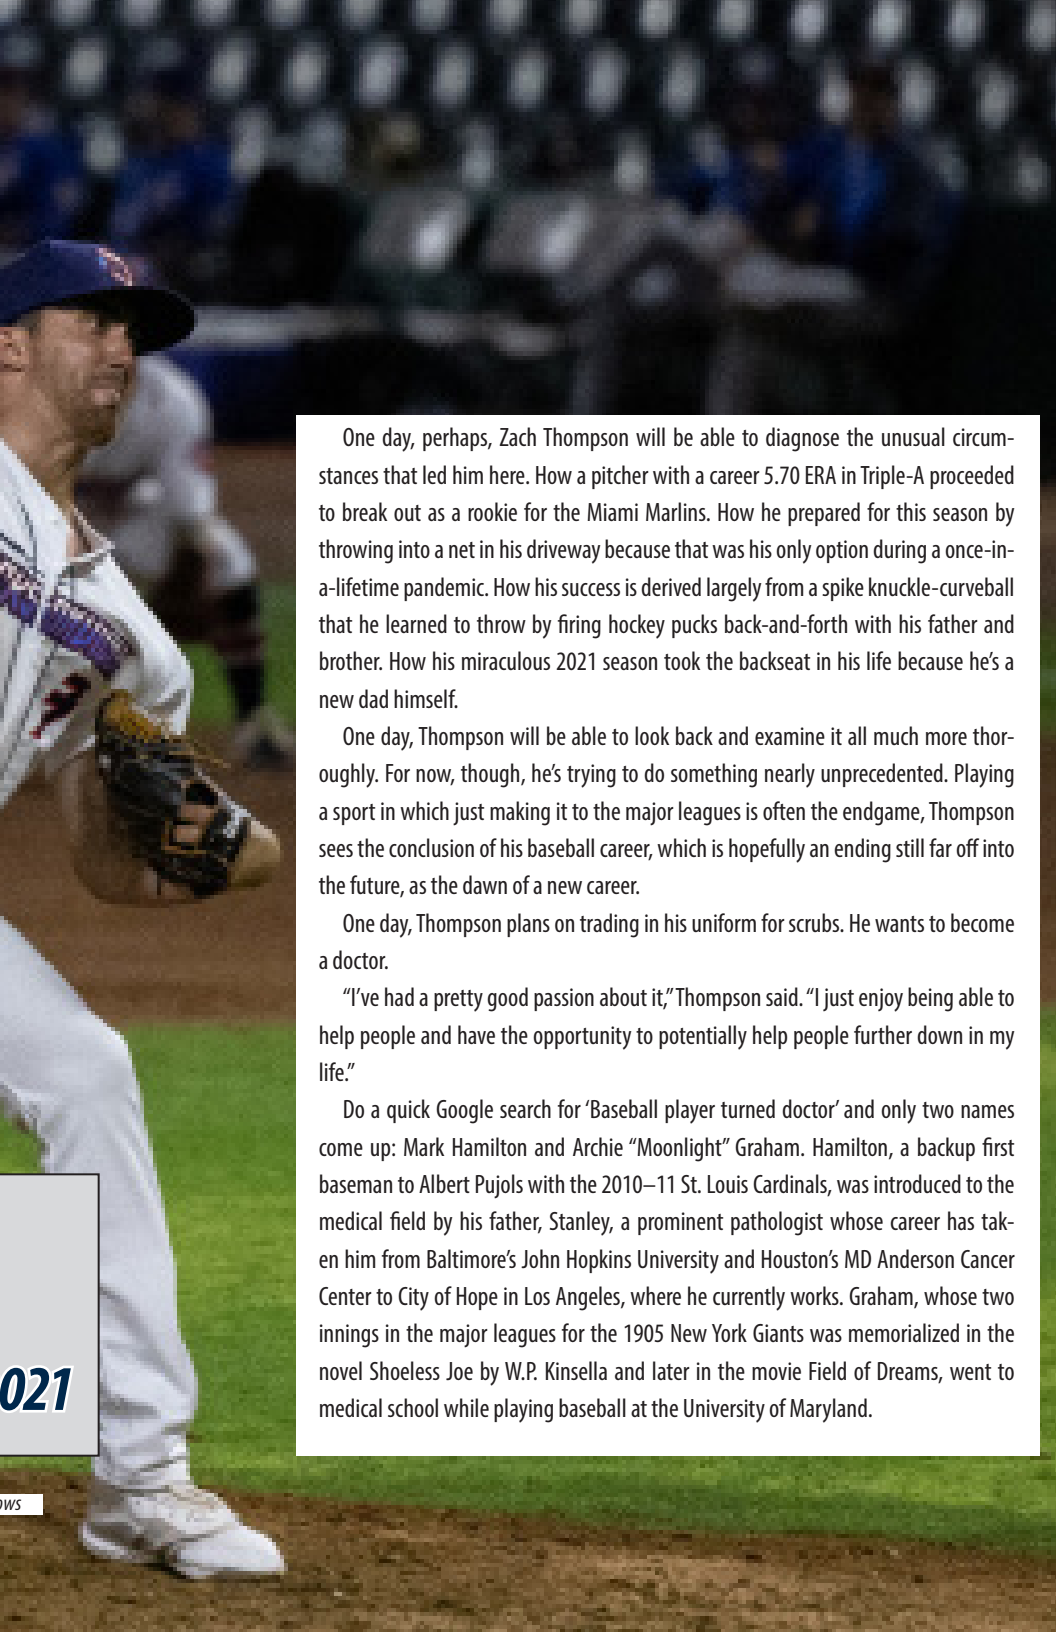 One day, perhaps, Zach Thompson will be able to diagnose the unusual circum-
stances that led him here. How a pitcher with a career 5.70 ERA in Triple-A proceeded
to break out as a rookie for the Miami Marlins. How he prepared for this season by
throwing into a net in his driveway because that was his only option during a once-in-
a-lifetime pandemic. How his success is derived largely from a spike knuckle-curveball
that he learned to throw by firing hockey pucks back-and-forth with his father and
brother. How his miraculous 2021 season took the backseat in his life because he’s a
new dad himself.
One day, Thompson will be able to look back and examine it all much more thor-
oughly. For now, though, he’s trying to do something nearly unprecedented. Playing
a sport in which just making it to the major leagues is often the endgame, Thompson
sees the conclusion of his baseball career, which is hopefully an ending still far off into
the future, as the dawn of a new career.
One day, Thompson plans on trading in his uniform for scrubs. He wants to become
a doctor.
“I’ve had a pretty good passion about it,” Thompson said. “I just enjoy being able to
help people and have the opportunity to potentially help people further down in my
life.”
Do a quick Google search for ‘Baseball player turned doctor’ and only two names
come up: Mark Hamilton and Archie “Moonlight” Graham. Hamilton, a backup first
baseman to Albert Pujols with the 2010–11 St. Louis Cardinals, was introduced to the
medical field by his father, Stanley, a prominent pathologist whose career has tak-
en him from Baltimore’s John Hopkins University and Houston’s MD Anderson Cancer
Center to City of Hope in Los Angeles, where he currently works. Graham, whose two
innings in the major leagues for the 1905 New York Giants was memorialized in the
novel Shoeless Joe by W.P. Kinsella and later in the movie Field of Dreams, went to
medical school while playing baseball at the University of Maryland.
021
ows